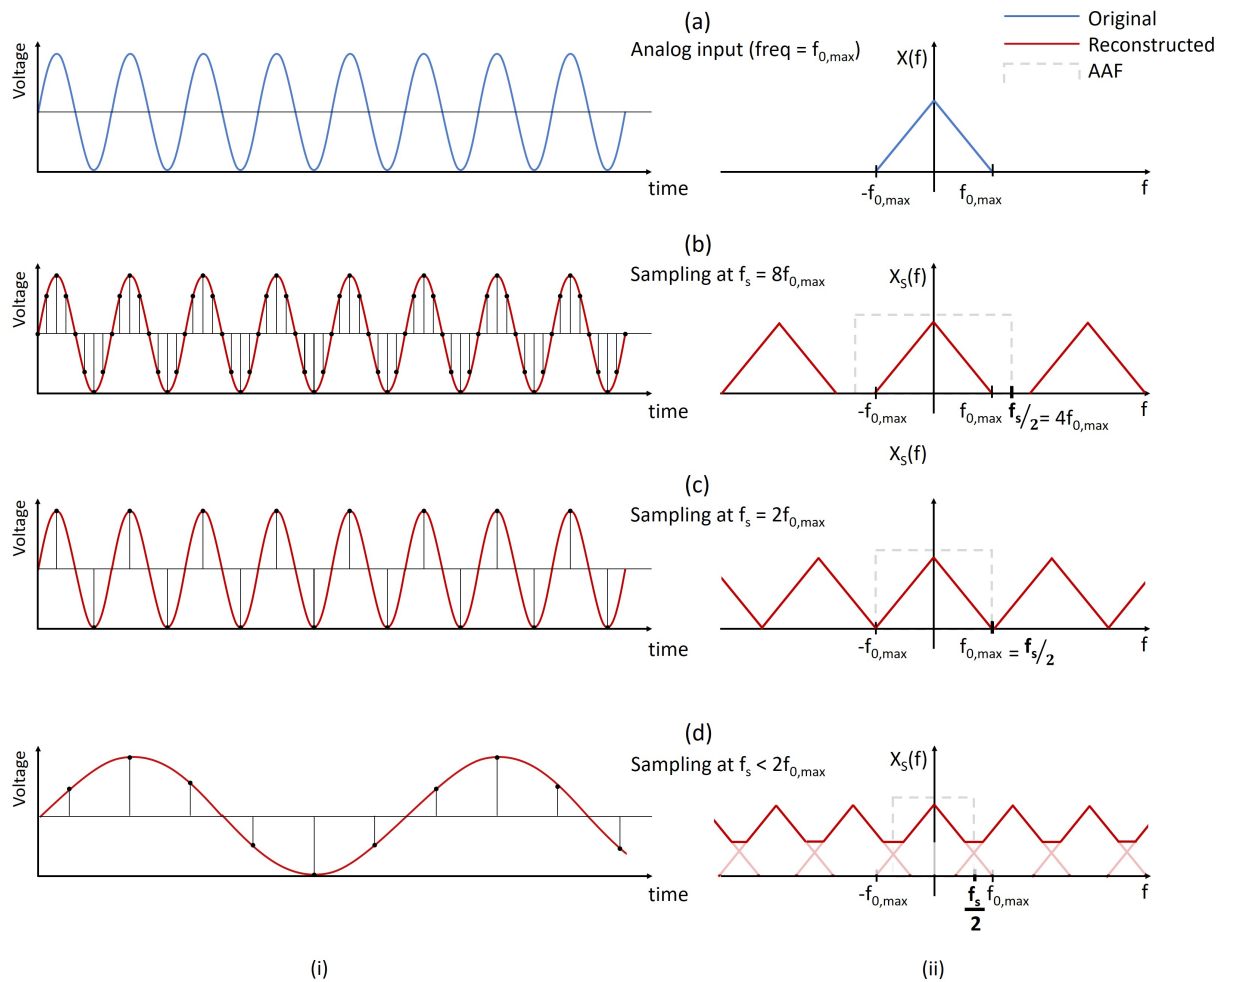 (a)
Original
Reconstructed
AAF
Voltage
Analog input (freq = f0,max)
X(f)
time
-f0,max
f0,max
f
(b)
Voltage
Sampling at fs = 8f0,max
XS(f)
time
-f0,max
f0,max
fs/2= 4f0,max
f
XS(f)
(c)
Voltage
Sampling at fs = 2f0,max
time
-f0,max
f0,max = fs/2
f
(d)
Voltage
Sampling at fs < 2f0,max
XS(f)
time
-f0,max
fs
2
f0,max
f
(i)
(ii)